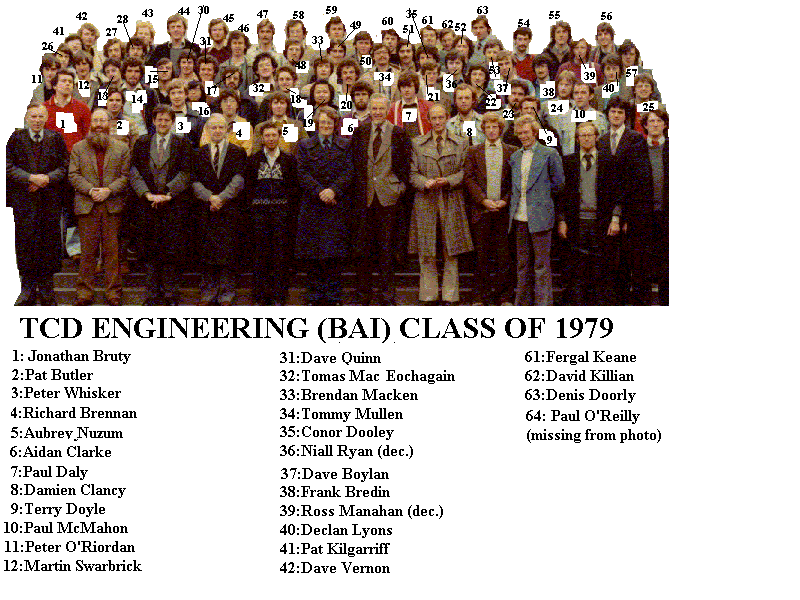 43 44 30 47 59 63
42 28 45 58 49 60 35 61 62 52 54 55 56
41 27 31 46 33 51
26 48 50 53 39 57
11 12 15 17 32 34 36 37 38 40
13 14 18 20 21 22 24 25
16 19 7 23 10
1 2 3 4 5 6 8 9
TCD ENGINEERING (BAI) CLASS OF 1979
1: Jonathan Bruty
2:Pat Butler
3:Peter Whisker
4:Richard Brennan
5:Aubrey Nuzum
6:Aidan Clarke
7:Paul Daly
8:Damien Clancy
9:Terry Doyle
10:Paul McMahon
11:Peter O'Riordan
12:Martin Swarbrick
31:Dave Quinn
32:Tomas Mac Eochagain
33:Brendan Macken
34:Tommy Mullen
35:Conor Dooley
36:Niall Ryan (dec.)
37:Dave Boylan
38:Frank Bredin
39:Ross Manahan (dec.)
40:Declan Lyons
41:Pat Kilgarriff
42:Dave Vernon
61:Fergal Keane
62:David Killian
63:Denis Doorly
64: Paul O'Reilly
(missing from photo)